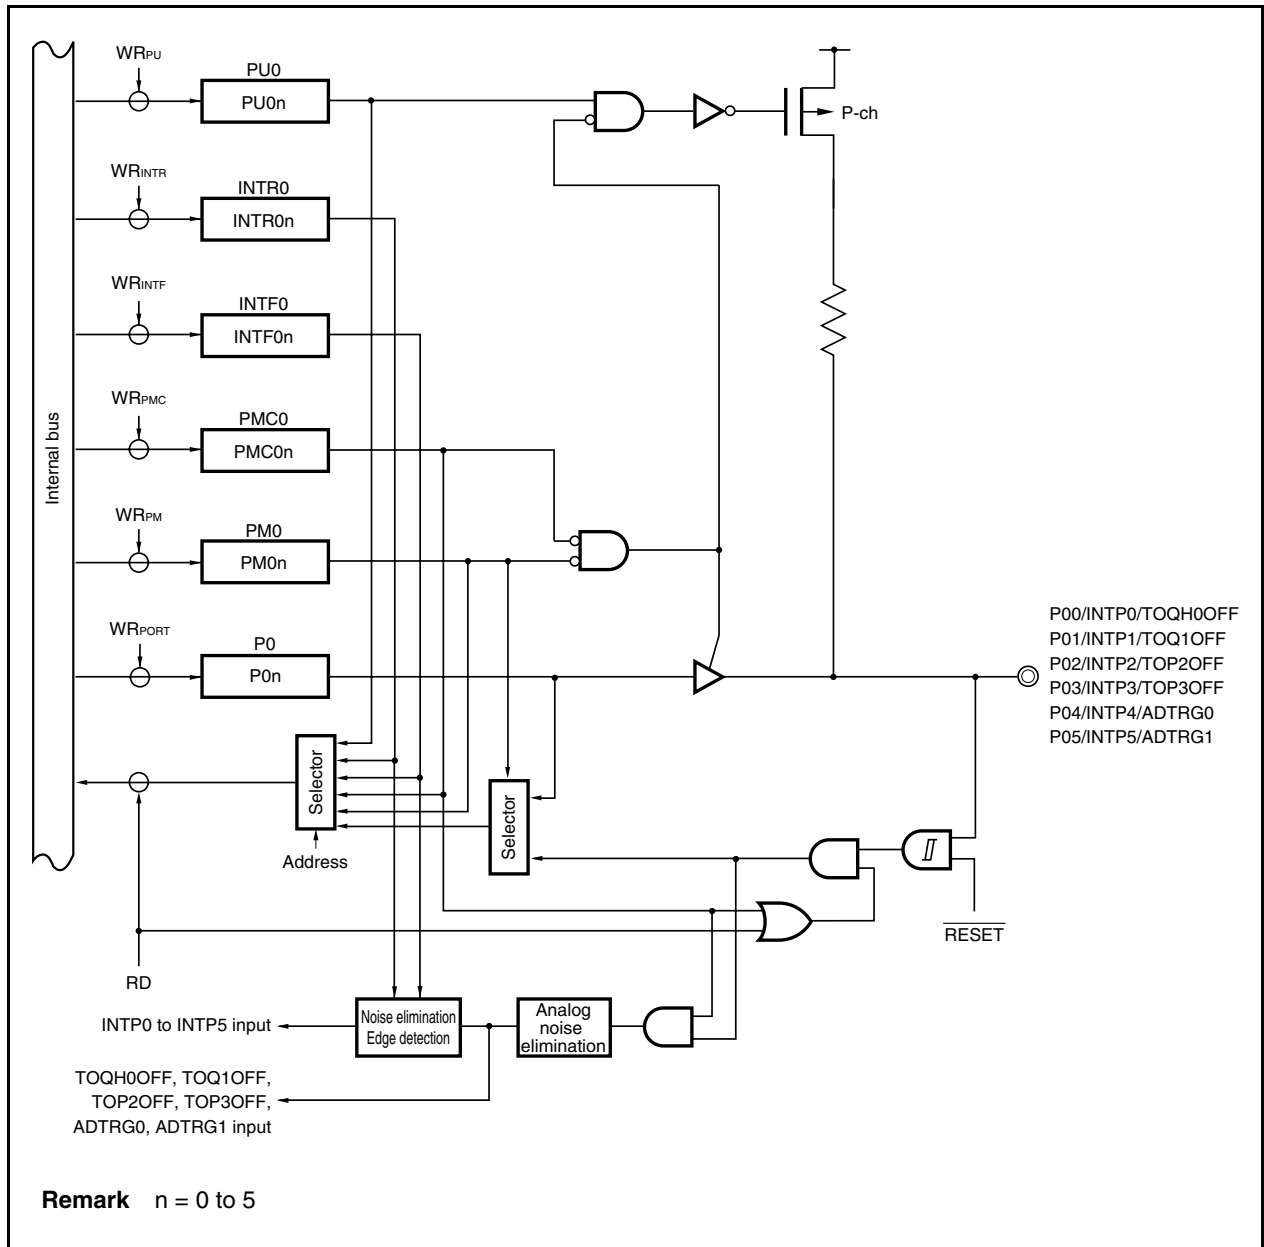 WRPU
PU0
PU0n
P-ch
WRINTR
INTR0
INTR0n
WRINTF
INTF0
INTF0n
Internal bus
WRPMC
PMC0
PMC0n
WRPM
PM0
PM0n
WRPORT
P0
P0n
P00/INTP0/TOQH0OFF
P01/INTP1/TOQ1OFF
P02/INTP2/TOP2OFF
P03/INTP3/TOP3OFF
P04/INTP4/ADTRG0
P05/INTP5/ADTRG1
Selector
Selector
Address
RESET
RD
Noise elimination
Edge detection
Analog
noise
elimination
INTP0 to INTP5 input
TOQH0OFF, TOQ1OFF,
TOP2OFF, TOP3OFF,
ADTRG0, ADTRG1 input
Remark n = 0 to 5